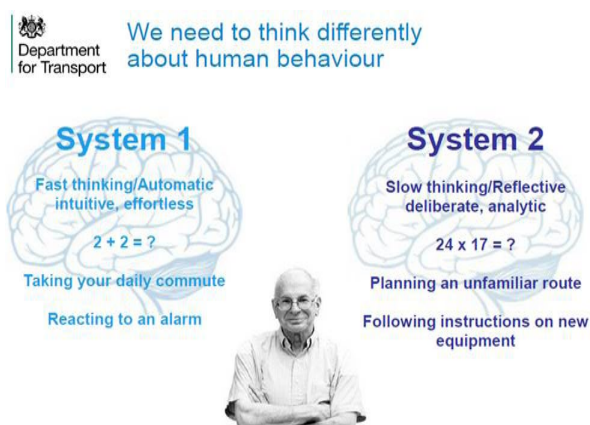 Department
for Transport
We need to think differently
about human behaviour
System 1
Fast thinking/Automatic
intuitive, effortless
2 + 2 = ?
Taking your daily commute
Reacting to an alarm
System 2
Slow thinking/Reflective
deliberate, analytic
24 x 17 = ?
Planning an unfamiliar route
Following instructions on new
equipment